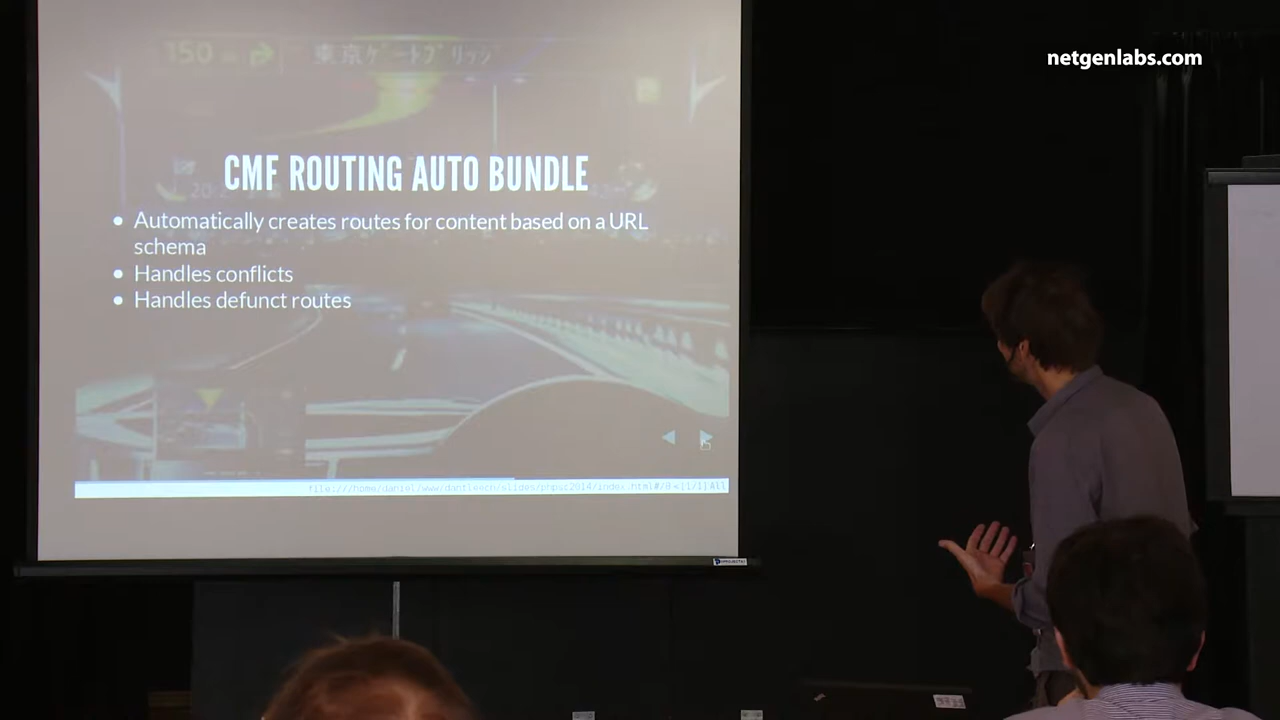 netgenlabs.com
150 m
東京ゲートブリッジ
CMF ROUTING AUTO BUNDLE
• Automatically creates routes for content based on a URL
schema
• Handles conflicts
• Handles defunct routes